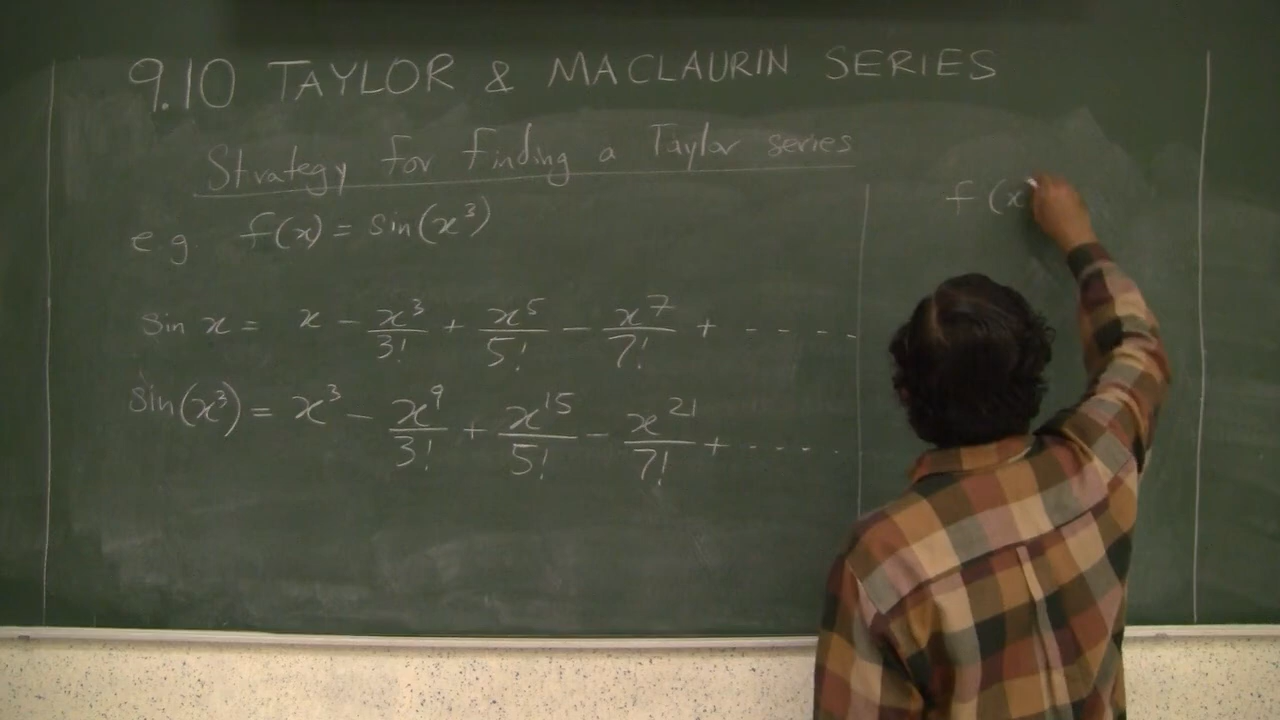 9.10 TAYLOR & MACLAURIN SERIES
Strategy for finding a Taylor series
e.g. f(x) = sin(x³)
sin x = x - x³/3! + x⁵/5! - x⁷/7! + - - - - -
sin(x³) = x³ - x⁹/3! + x¹⁵/5! - x²¹/7! + - - - - -
f(x